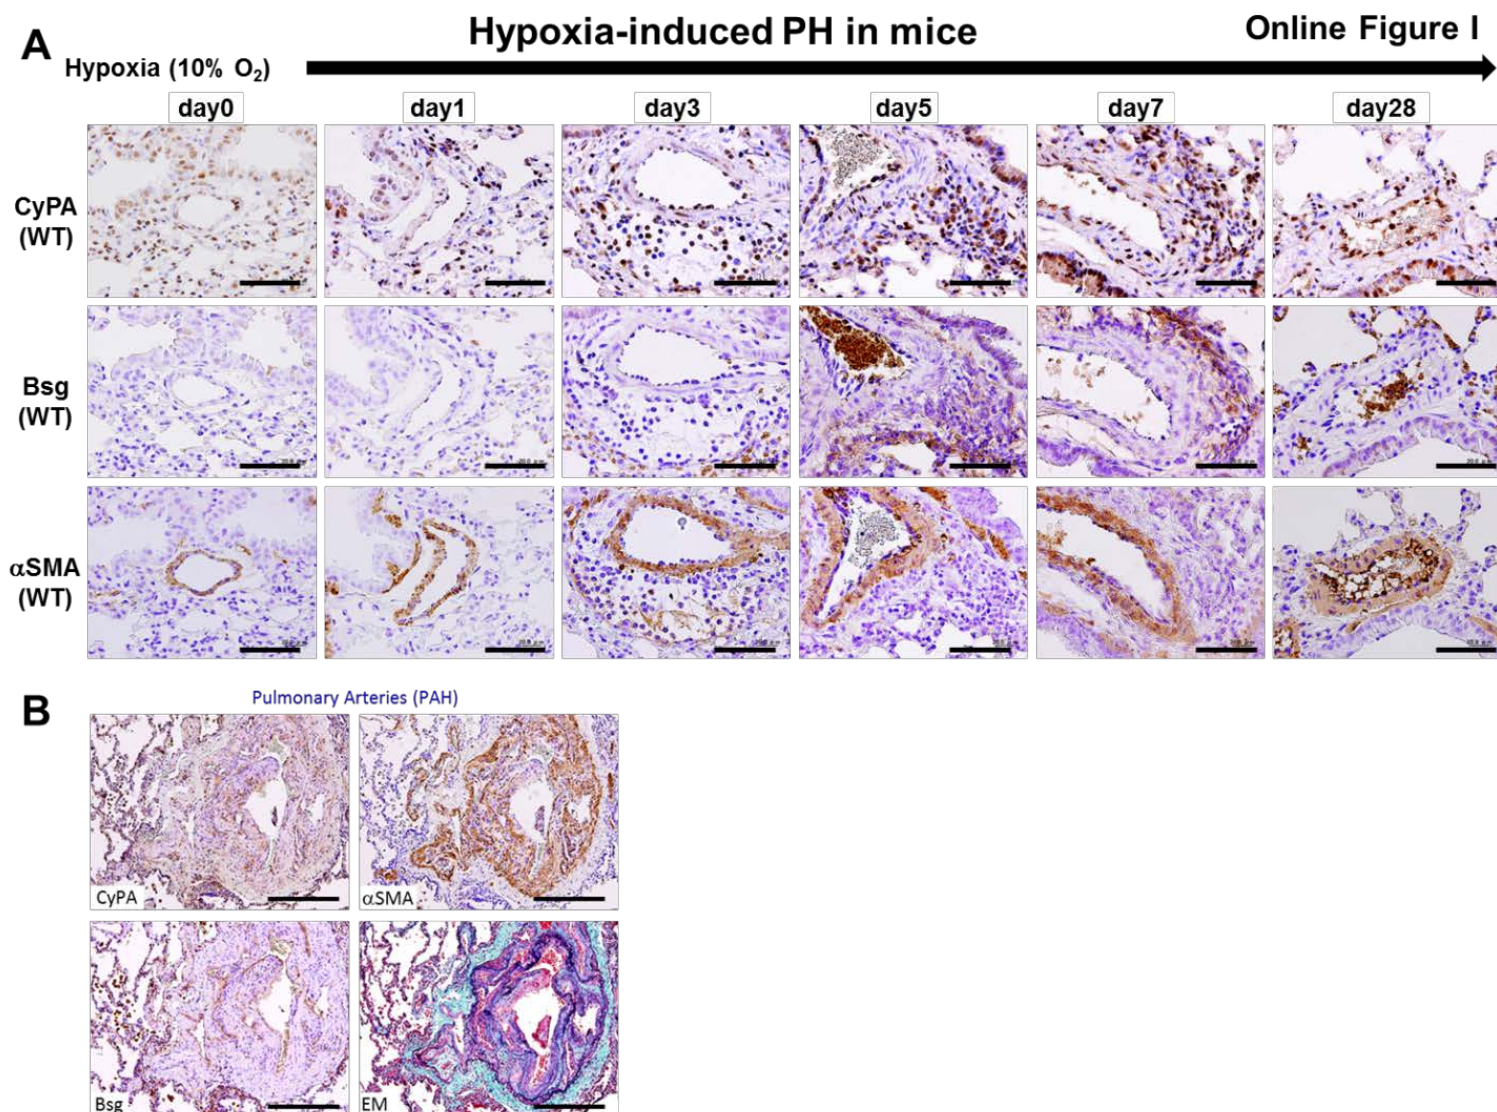 A
Hypoxia-induced PH in mice
Online Figure I
Hypoxia (10% O₂)
day0 day1 day3 day5 day7 day28
CyPA
(WT)
Bsg
(WT)
αSMA
(WT)
B
Pulmonary Arteries (PAH)
CyPA αSMA
Bsg EM